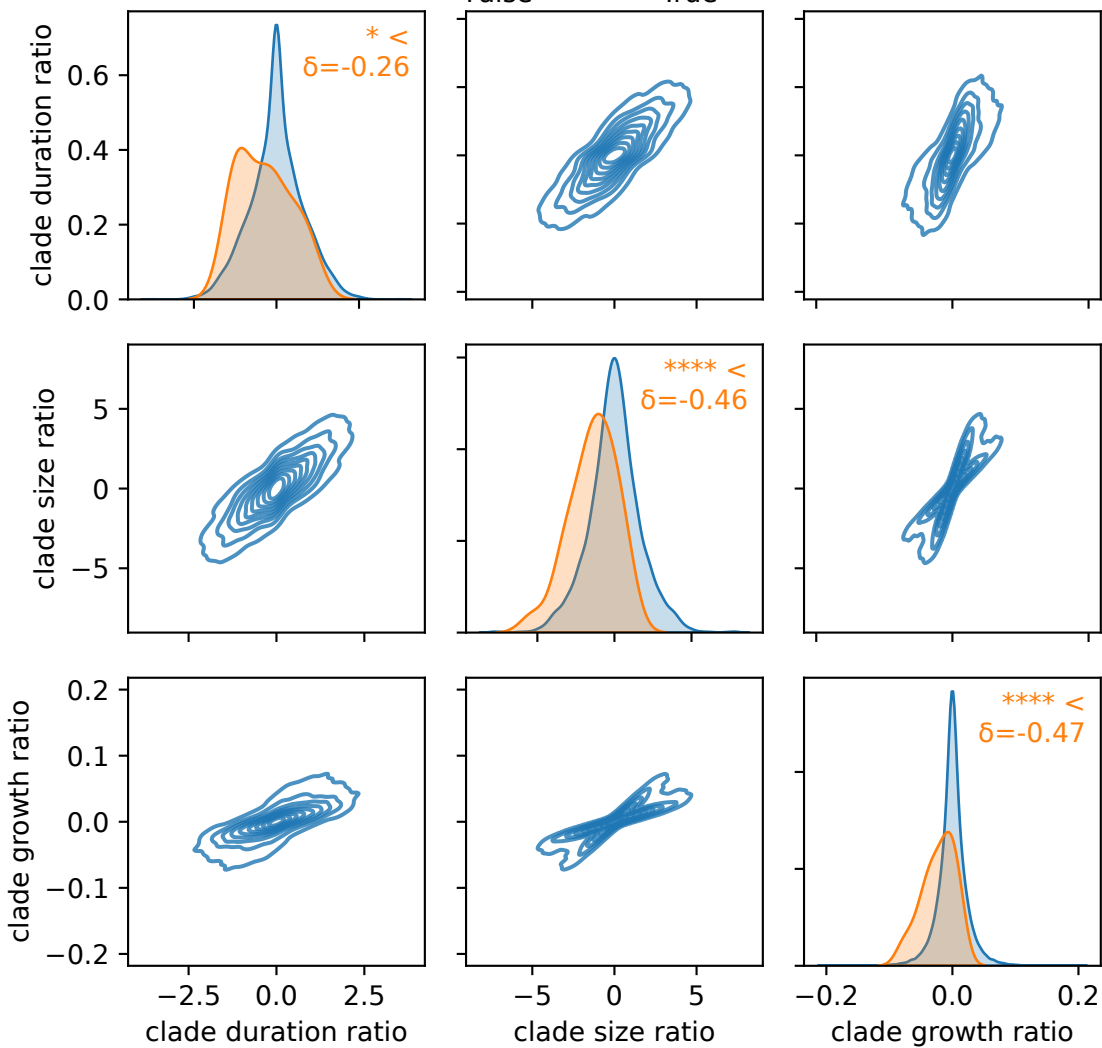 clade duration ratio
0.6
0.4
0.2
0.0
* <
δ=-0.26
clade size ratio
5
0
−5
**** <
δ=-0.46
clade growth ratio
0.2
0.1
0.0
−0.1
−0.2
**** <
δ=-0.47
−2.5 0.0 2.5
−5 0 5
−0.2 0.0 0.2
clade duration ratio
clade size ratio
clade growth ratio